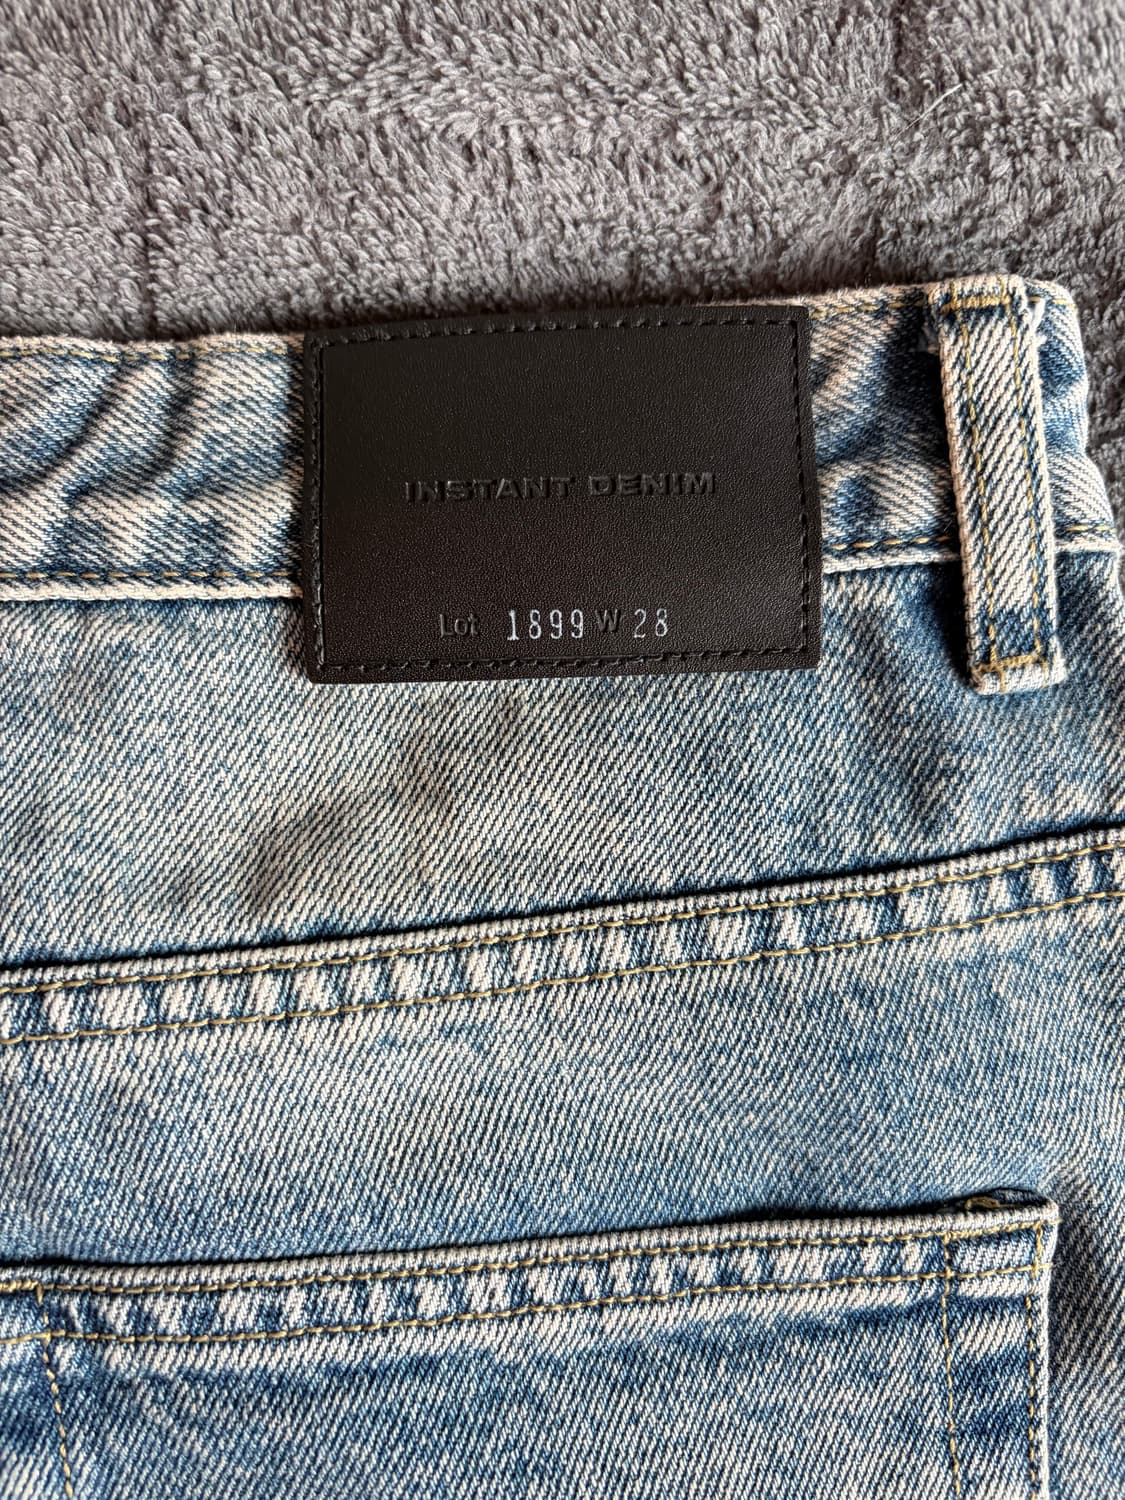 INSTANT DENIM
Lot 1899 W 28